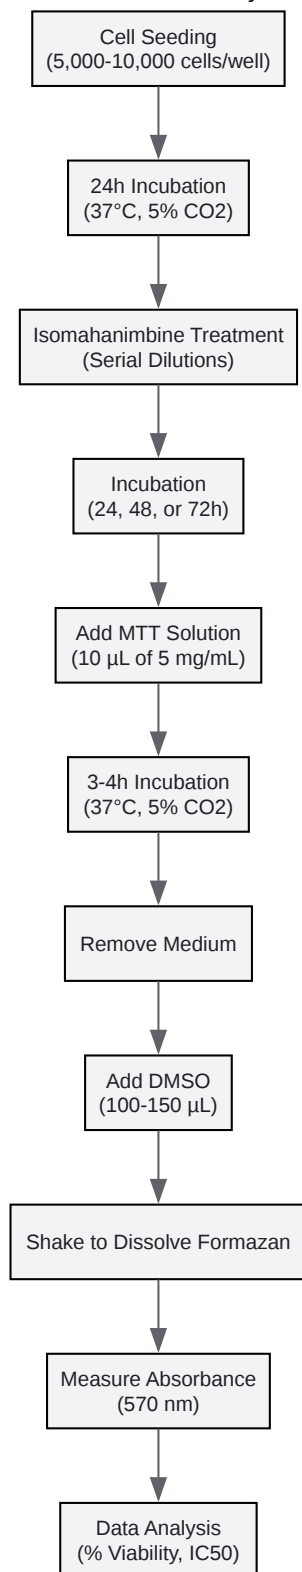 Cell Seeding
(5,000-10,000 cells/well)
24h Incubation
(37°C, 5% CO2)
Isomahanimbine Treatment
(Serial Dilutions)
Incubation
(24, 48, or 72h)
Add MTT Solution
(10 µL of 5 mg/mL)
3-4h Incubation
(37°C, 5% CO2)
Remove Medium
Add DMSO
(100-150 µL)
Shake to Dissolve Formazan
Measure Absorbance
(570 nm)
Data Analysis
(% Viability, IC50)